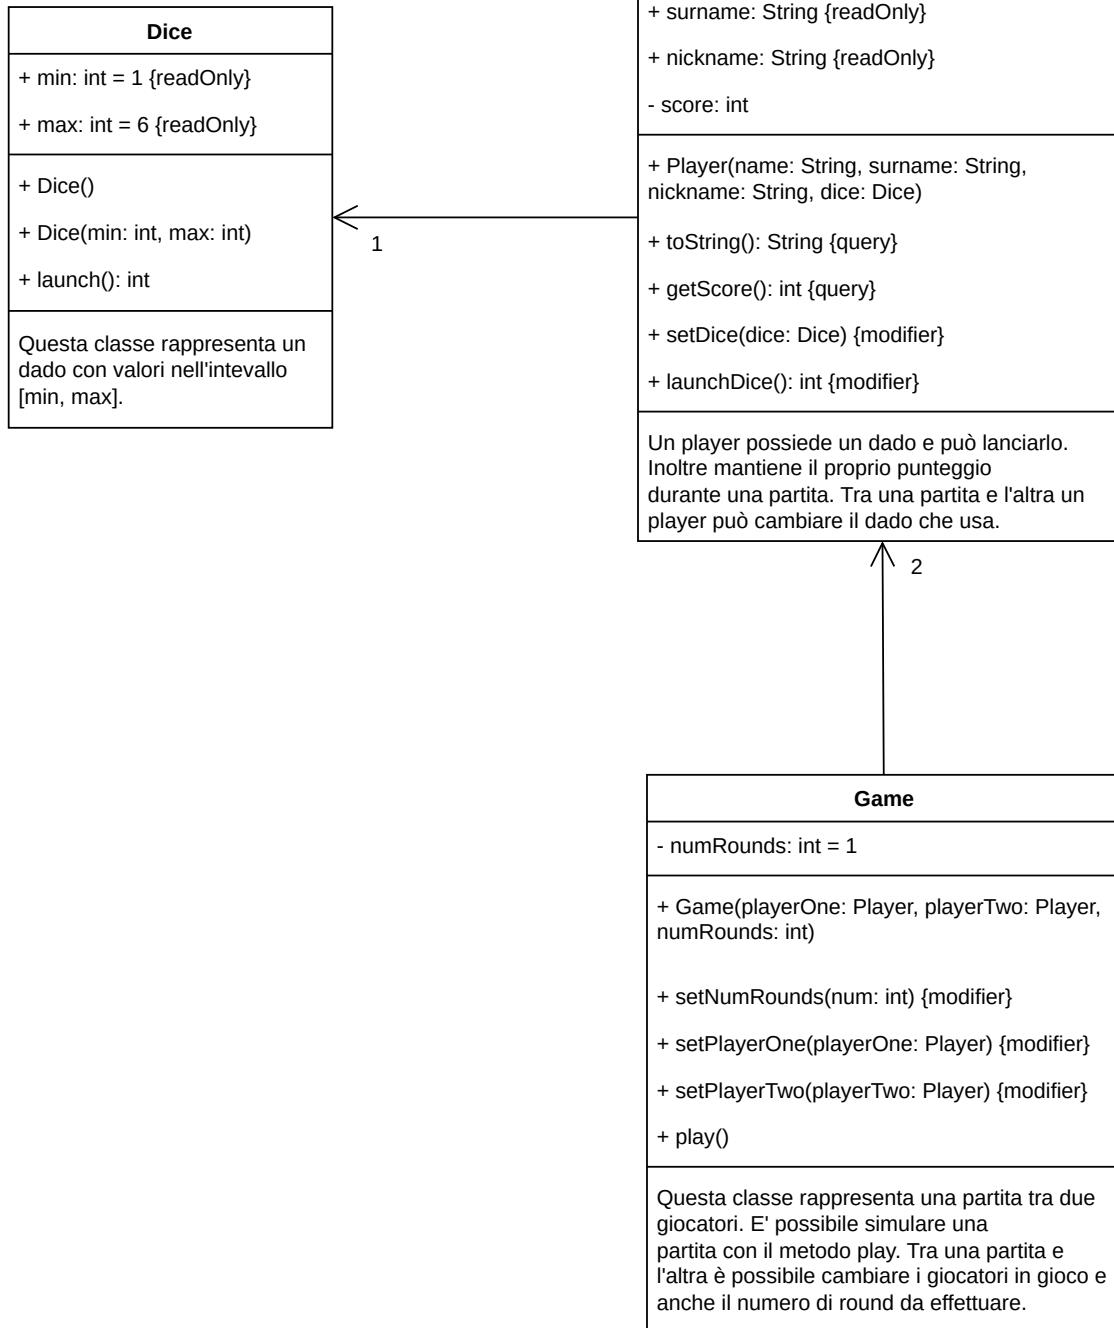 Dice
+ min: int = 1 {readOnly}
+ max: int = 6 {readOnly}
+ Dice()
+ Dice(min: int, max: int)
+ launch(): int
Questa classe rappresenta un
dado con valori nell'intevallo
[min, max].
1
+ surname: String {readOnly}
+ nickname: String {readOnly}
- score: int
+ Player(name: String, surname: String,
nickname: String, dice: Dice)
+ toString(): String {query}
+ getScore(): int {query}
+ setDice(dice: Dice) {modifier}
+ launchDice(): int {modifier}
Un player possiede un dado e può lanciarlo.
Inoltre mantiene il proprio punteggio
durante una partita. Tra una partita e l'altra un
player può cambiare il dado che usa.
2
Game
- numRounds: int = 1
+ Game(playerOne: Player, playerTwo: Player,
numRounds: int)
+ setNumRounds(num: int) {modifier}
+ setPlayerOne(playerOne: Player) {modifier}
+ setPlayerTwo(playerTwo: Player) {modifier}
+ play()
Questa classe rappresenta una partita tra due
giocatori. E' possibile simulare una
partita con il metodo play. Tra una partita e
l'altra è possibile cambiare i giocatori in gioco e
anche il numero di round da effettuare.